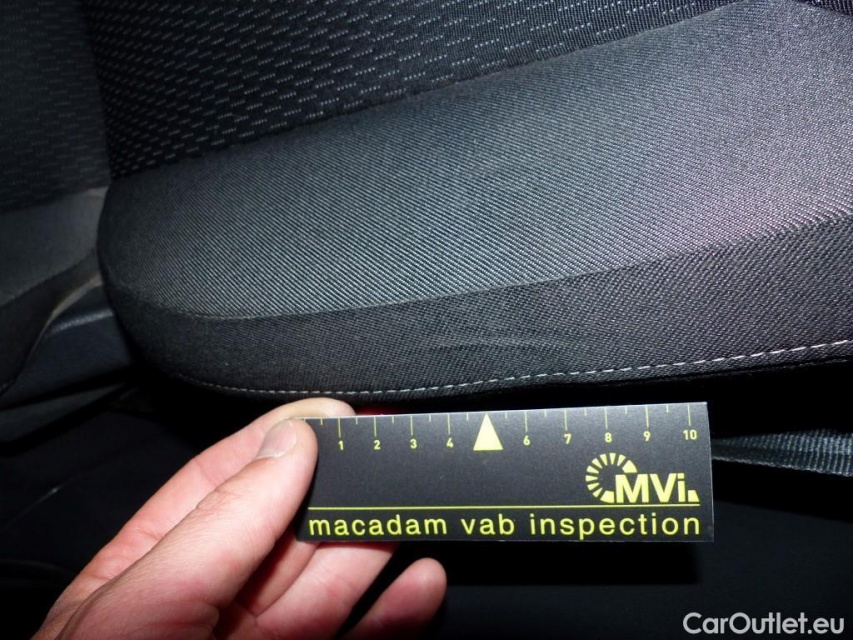 1 2 3 4 6 7 8 9 10
MVi.
macadam vab inspection
CarOutlet.eu